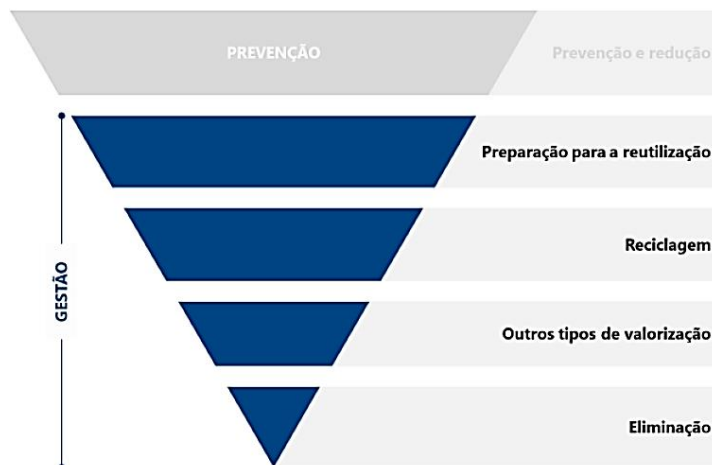 PREVENÇÃO
Prevenção e redução
Preparação para a reutilização
GESTÃO
Reciclagem
Outros tipos de valorização
Eliminação